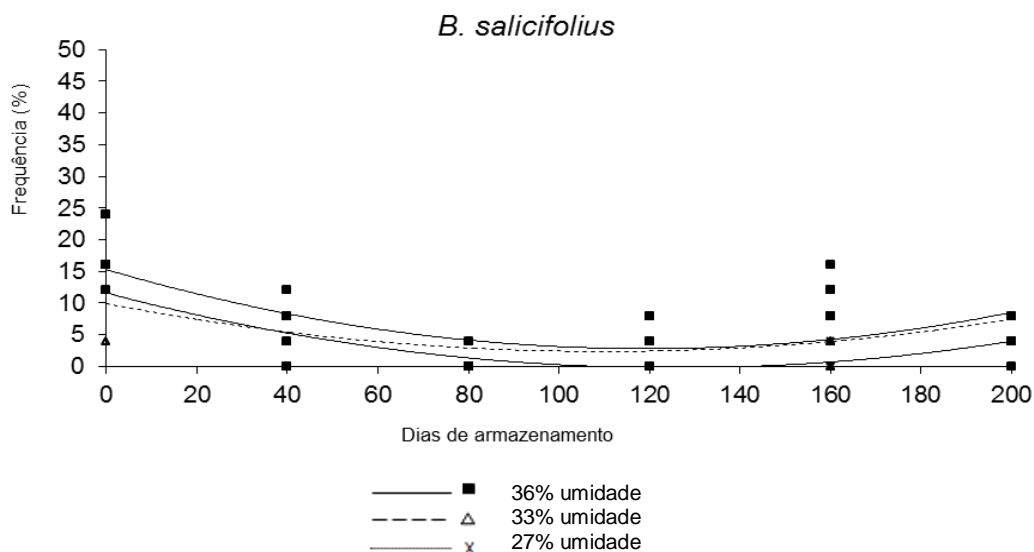 B. salicifolius
50
45
40
35
30
25
20
15
10
5
0
Frequência (%)
0 20 40 60 80 100 120 140 160 180 200
Dias de armazenamento
36% umidade
33% umidade
27% umidade